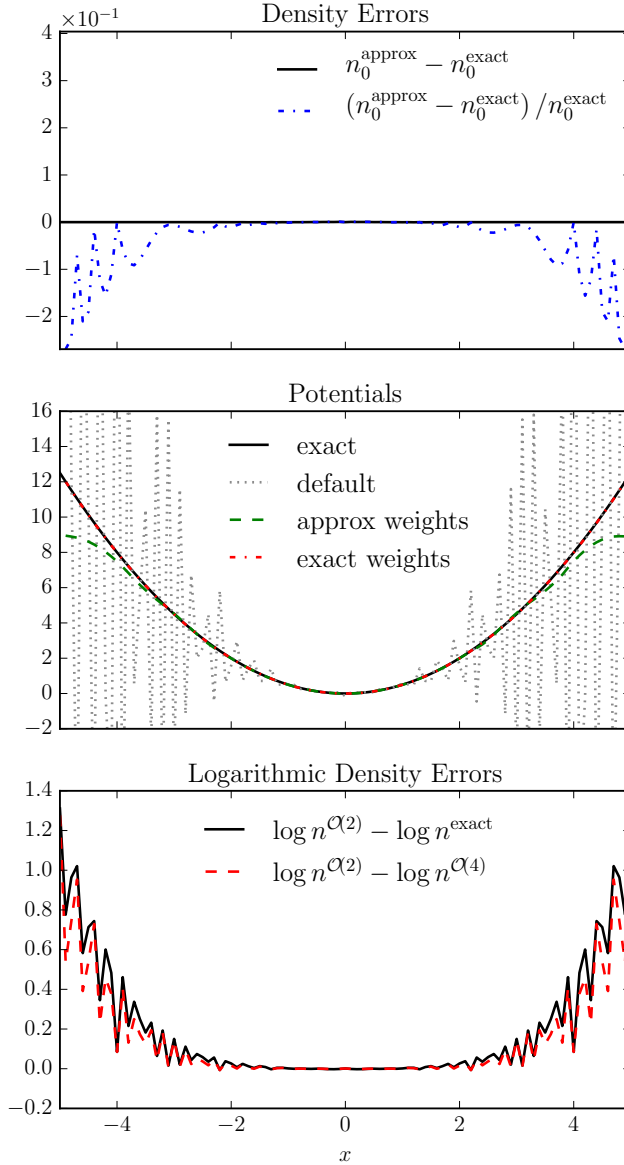 Density Errors
×10⁻¹
4
3
2
1
0
−1
−2
n₀^approx − n₀^exact
(n₀^approx − n₀^exact) / n₀^exact
Potentials
16
14
12
10
8
6
4
2
0
−2
exact
default
approx weights
exact weights
Logarithmic Density Errors
1.4
1.2
1.0
0.8
0.6
0.4
0.2
0.0
−0.2
log n^𝒪(2) − log n^exact
log n^𝒪(2) − log n^𝒪(4)
−4 −2 0 2 4
x